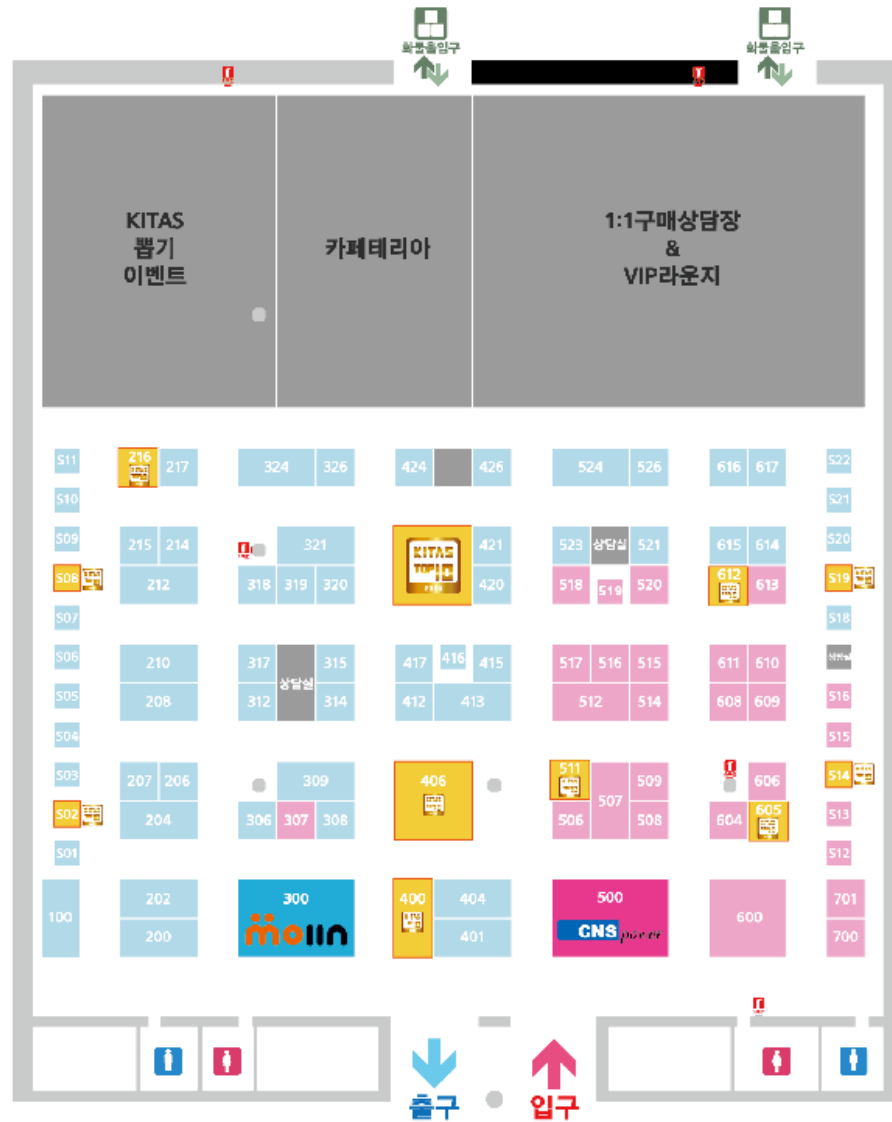 화물출입구 화물출입구
KITAS
뽑기
이벤트
카페테리아
1:1구매상담장
&
VIP라운지
S11 216 217 324 326 424 426 524 526 616 617 S22
S10 S21
S09 215 214 321 KITAS TOP10 421 523 상담실 521 615 614 S20
S08 212 318 319 320 420 518 519 520 612 613 S19
S07 S18
S06 210 317 상담실 315 417 416 415 517 516 515 611 610
S05 208 312 314 412 413 512 514 608 609 S16
S04 S15
S03 207 206 309 406 511 507 509 606 S14
S02 204 306 307 308 506 508 604 605 S13
S01 S12
100 202 300 400 404 500 600 701
200 moiin 401 CNS power 700
출구 입구